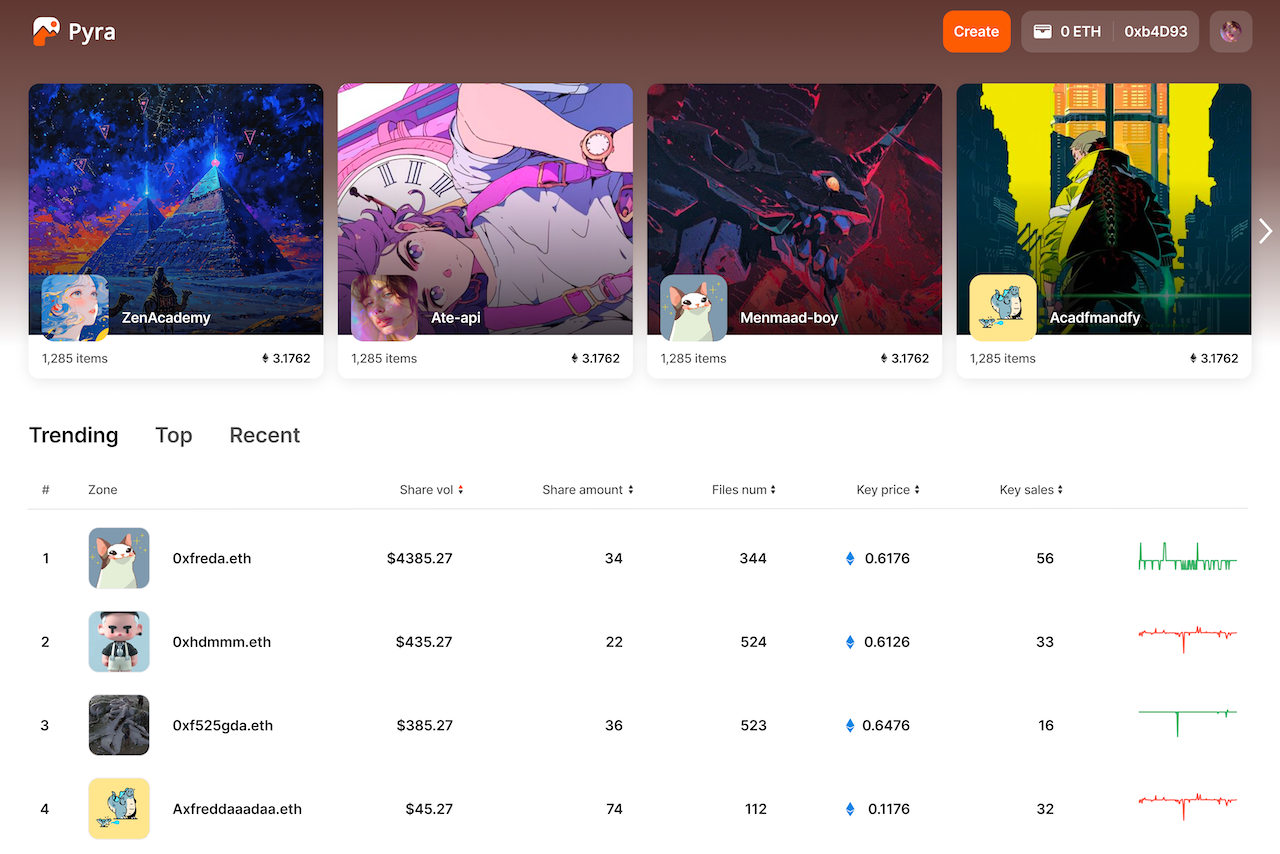 Pyra
Create
0 ETH
0xb4D93
ZenAcademy
1,285 items
3.1762
Ate-api
1,285 items
3.1762
Menmaad-boy
1,285 items
3.1762
Acadfmandfy
1,285 items
3.1762
Trending Top Recent
# Zone Share vol Share amount Files num Key price Key sales
1 0xfreda.eth $4385.27 34 344 0.6176 56
2 0xhdmmm.eth $435.27 22 524 0.6126 33
3 0xf525gda.eth $385.27 36 523 0.6476 16
4 Axfreddaaadaa.eth $45.27 74 112 0.1176 32